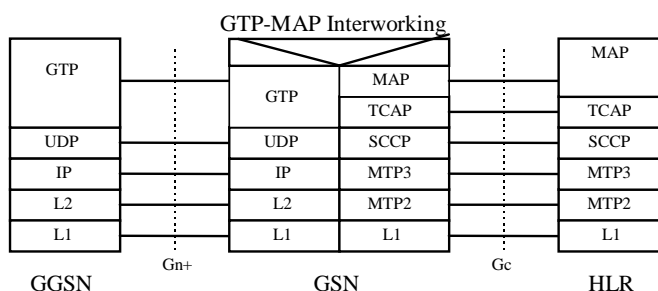 GTP-MAP Interworking
GTP
GTP
MAP
MAP
TCAP
TCAP
UDP
UDP
SCCP
SCCP
IP
IP
MTP3
MTP3
L2
L2
MTP2
MTP2
L1
L1
L1
L1
Gn+
Gc
GGSN
GSN
HLR